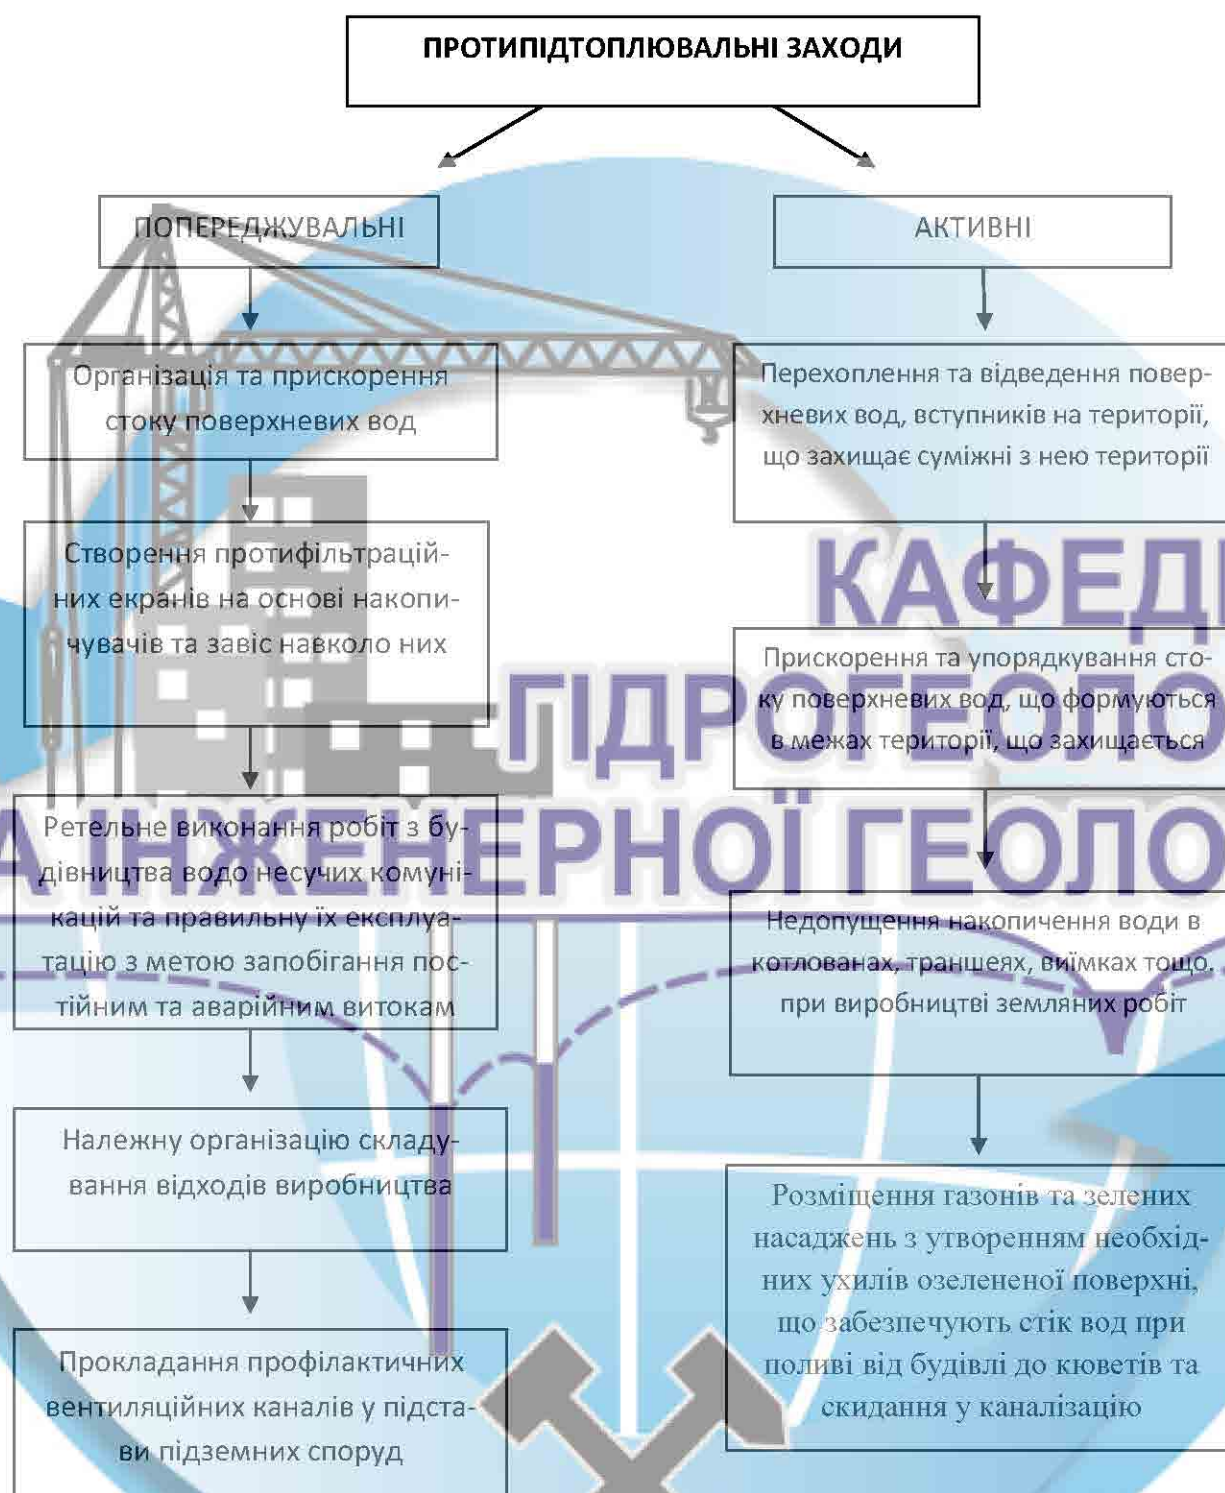 ПРОТИПІДТОПЛЮВАЛЬНІ ЗАХОДИ
ПОПЕРЕДЖУВАЛЬНІ
Організація та прискорення
стоку поверхневих вод
Створення протифільтрацій-
них екранів на основі накопи-
чувачів та завіс навколо них
Ретельне виконання робіт з бу-
дівництва водо несучих комуні-
кацій та правильну їх експлуа-
тацію з метою запобігання пос-
тійним та аварійним витокам
Належну організацію складу-
вання відходів виробництва
Прокладання профілактичних
вентиляційних каналів у підста-
ви підземних споруд
АКТИВНІ
Перехоплення та відведення повер-
хневих вод, вступників на території,
що захищає суміжні з нею території
Прискорення та упорядкування сто-
ку поверхневих вод, що формуються
в межах території, що захищається
Недопущення накопичення води в
котлованах, траншеях, виїмках тощо.
при виробництві земляних робіт
Розміщення газонів та зелених
насаджень з утворенням необхід-
них ухилів озелененої поверхні,
що забезпечують стік вод при
поливі від будівлі до кюветів та
скидання у каналізацію
КАФЕД
ГІДРОГЕОЛО
А ІНЖЕНЕРНОЇ ГЕОЛО